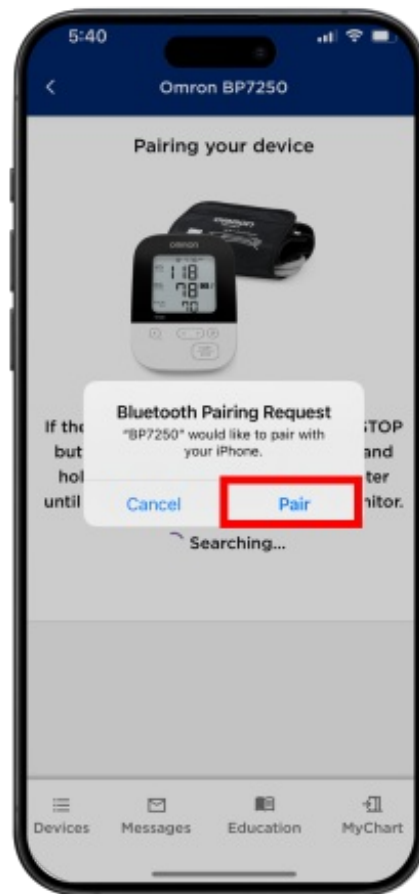 5:40
Omron BP7250
Pairing your device
OMRON
118
78
70
Bluetooth Pairing Request
"BP7250" would like to pair with
your iPhone.
If the STOP
but and
hol ter
until nitor.
Cancel Pair
Searching...
Devices Messages Education MyChart